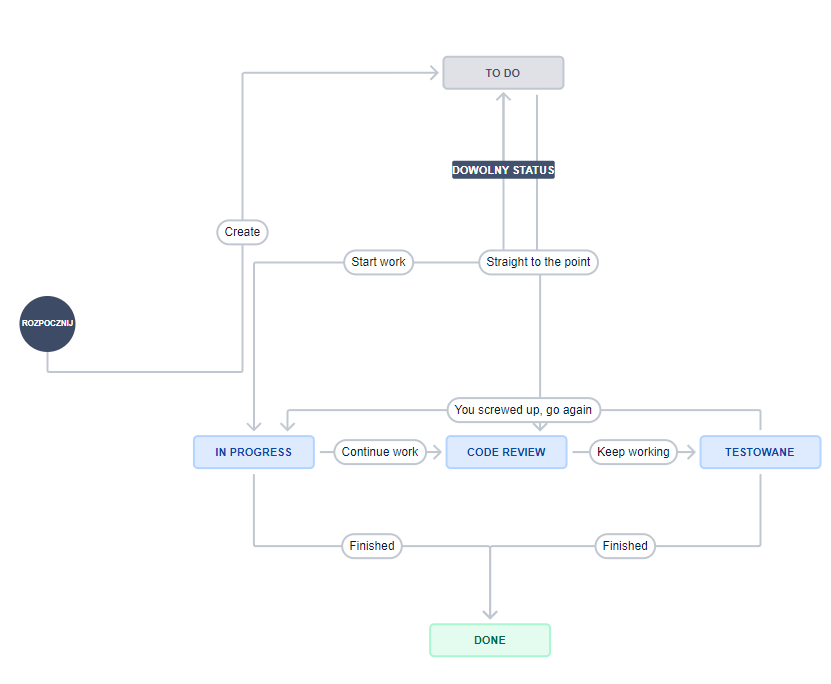 TO DO
DOWOLNY STATUS
Create
Start work
Straight to the point
ROZPOCZNIJ
You screwed up, go again
IN PROGRESS
Continue work
CODE REVIEW
Keep working
TESTOWANE
Finished
Finished
DONE